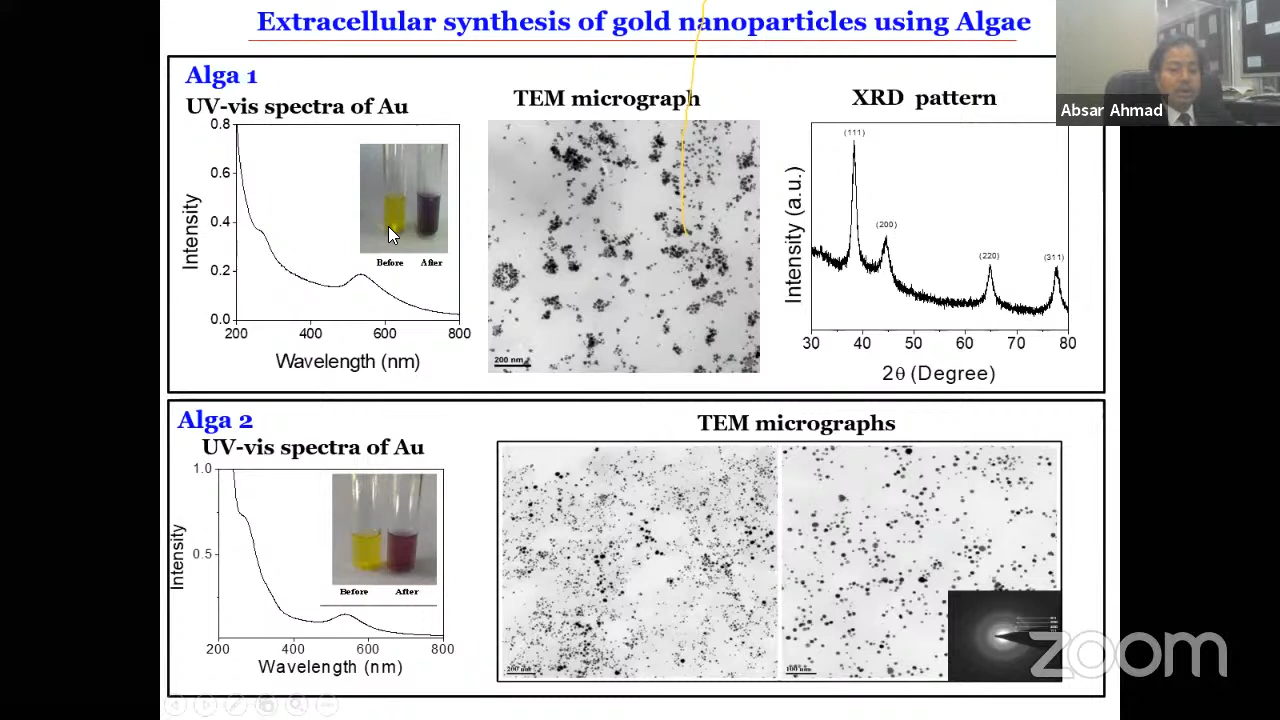 Extracellular synthesis of gold nanoparticles using Algae
Absar Ahmad
Alga 1
UV-vis spectra of Au
TEM micrograph
XRD pattern
0.8
0.6
0.4
0.2
0.0
Intensity
200 400 600 800
Wavelength (nm)
Before After
200 nm
Intensity (a.u.)
(111)
(200)
(220)
(311)
30 40 50 60 70 80
2θ (Degree)
Alga 2
UV-vis spectra of Au
TEM micrographs
1.0
0.5
Intensity
200 400 600 800
Wavelength (nm)
Before After
200 nm
100 nm
zoom